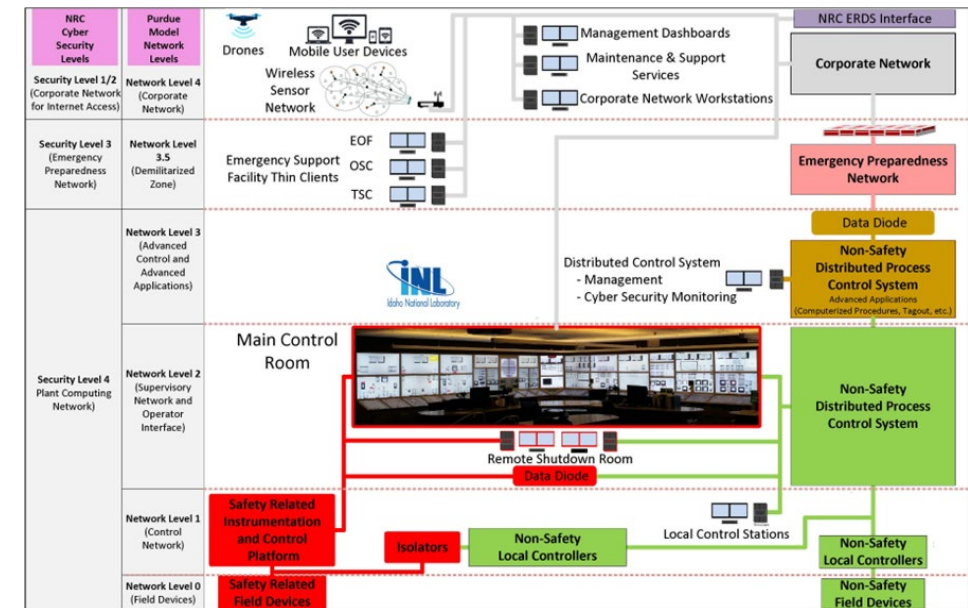 NRC
Cyber
Security
Levels
Purdue
Model
Network
Levels
Security Level 1/2
(Corporate Network
for Internet Access)
Network Level 4
(Corporate
Network)
Drones
Mobile User Devices
Wireless
Sensor
Network
Management Dashboards
Maintenance & Support
Services
Corporate Network Workstations
NRC ERDS Interface
Corporate Network
Security Level 3
(Emergency
Preparedness
Network)
Network Level
3.5
(Demilitarized
Zone)
Emergency Support
Facility Thin Clients
EOF
OSC
TSC
Emergency Preparedness
Network
Security Level 4
Plant Computing
Network)
Network Level 3
(Advanced
Control and
Advanced
Applications)
INL
Idaho National Laboratory
Distributed Control System
- Management
- Cyber Security Monitoring
Data Diode
Non-Safety
Distributed Process
Control System
Advanced Applications
(Computerized Procedures, Tagout, etc.)
Network Level 2
(Supervisory
Network and
Operator
Interface)
Main Control
Room
Remote Shutdown Room
Data Diode
Non-Safety
Distributed Process
Control System
Network Level 1
(Control
Network)
Safety Related
Instrumentation
and Control
Platform
Isolators
Non-Safety
Local Controllers
Local Control Stations
Non-Safety
Local Controllers
Network Level 0
(Field Devices)
Safety Related
Field Devices
Non-Safety
Field Devices